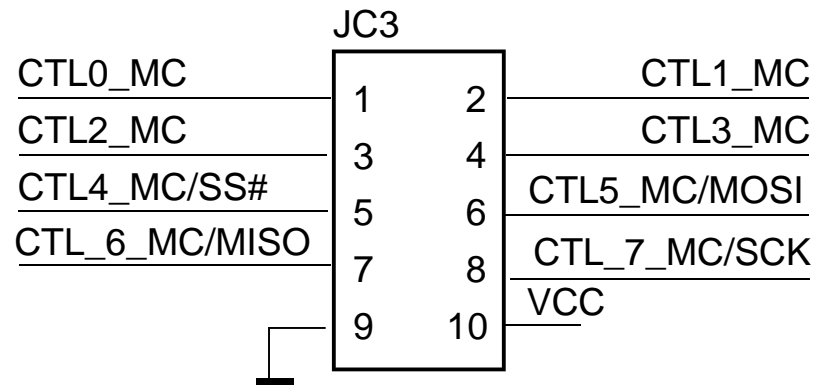 JC3
CTL0_MC 1 2 CTL1_MC
CTL2_MC 3 4 CTL3_MC
CTL4_MC/SS# 5 6 CTL5_MC/MOSI
CTL_6_MC/MISO 7 8 CTL_7_MC/SCK
9 10 VCC